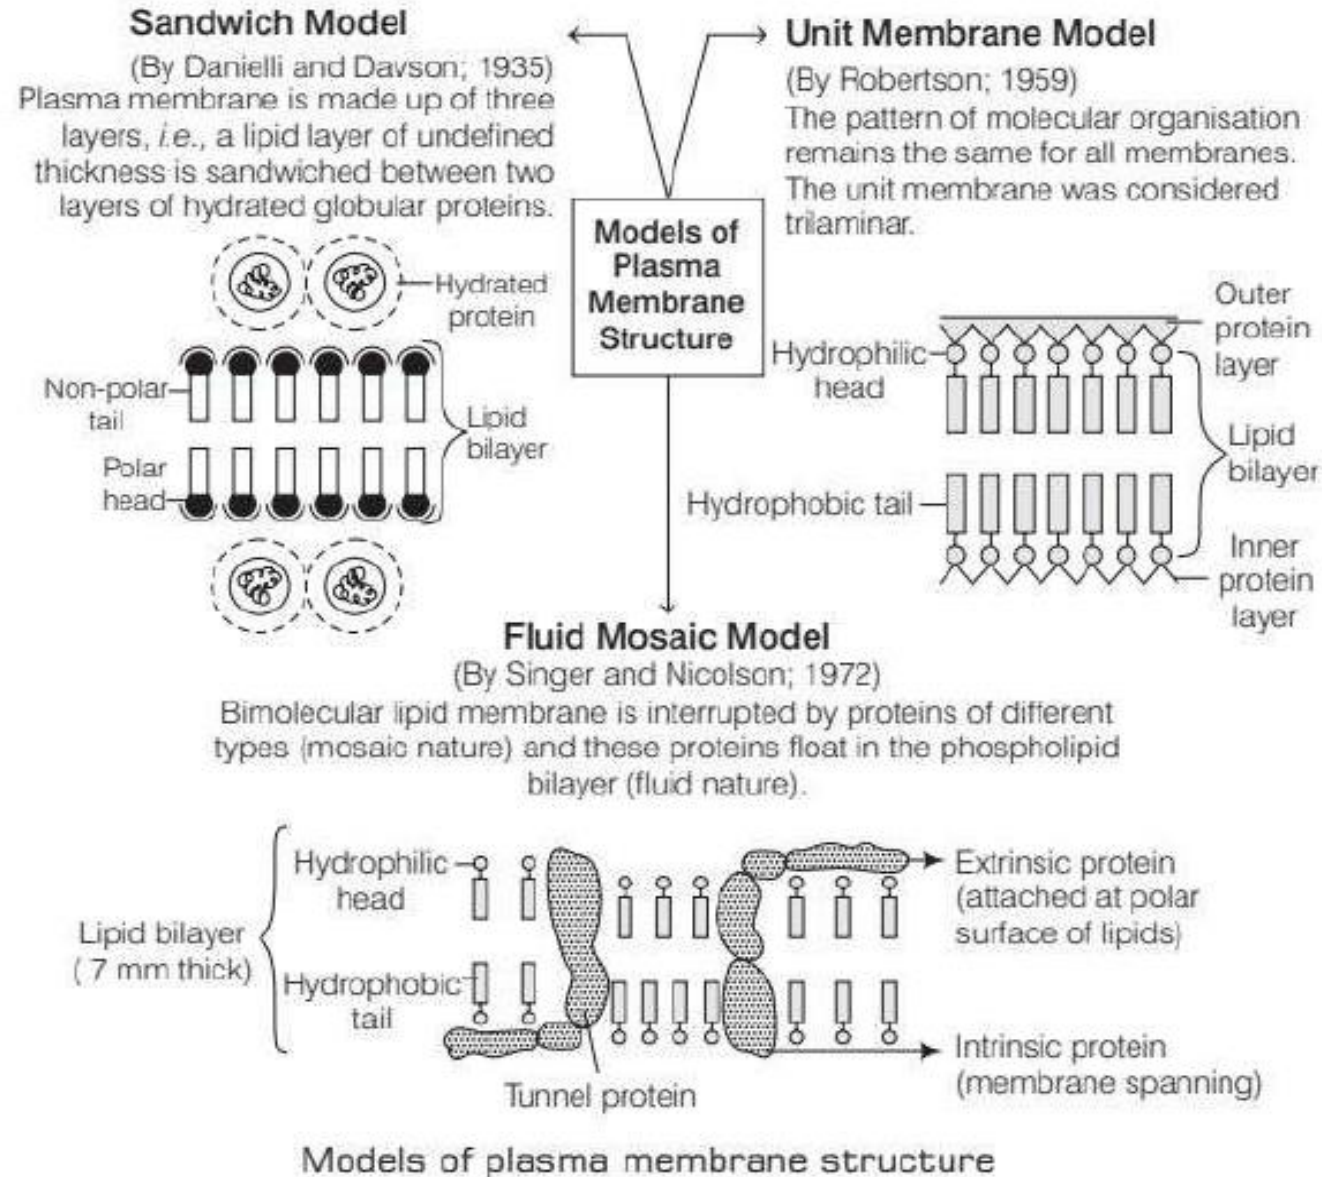 Sandwich Model
(By Danielli and Davson; 1935)
Plasma membrane is made up of three
layers, i.e., a lipid layer of undefined
thickness is sandwiched between two
layers of hydrated globular proteins.
Hydrated
protein
Non-polar
tail
Polar
head
Lipid
bilayer
Unit Membrane Model
(By Robertson; 1959)
The pattern of molecular organisation
remains the same for all membranes.
The unit membrane was considered
trilaminar.
Models of
Plasma
Membrane
Structure
Hydrophilic
head
Outer
protein
layer
Lipid
bilayer
Hydrophobic tail
Inner
protein
layer
Fluid Mosaic Model
(By Singer and Nicolson; 1972)
Bimolecular lipid membrane is interrupted by proteins of different
types (mosaic nature) and these proteins float in the phospholipid
bilayer (fluid nature).
Lipid bilayer
( 7 mm thick)
Hydrophilic
head
Hydrophobic
tail
Tunnel protein
Extrinsic protein
(attached at polar
surface of lipids)
Intrinsic protein
(membrane spanning)
Models of plasma membrane structure